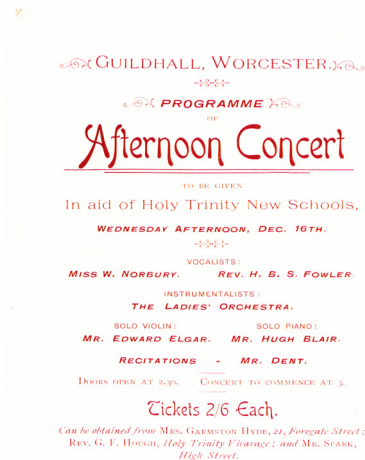 GUILDHALL, WORCESTER.
PROGRAMME
OF
Afternoon Concert
TO BE GIVEN
In aid of Holy Trinity New Schools,
WEDNESDAY AFTERNOON, DEC. 16TH.
VOCALISTS:
MISS W. NORBURY. REV. H. B. S. FOWLER.
INSTRUMENTALISTS:
THE LADIES' ORCHESTRA.
SOLO VIOLIN: SOLO PIANO:
MR. EDWARD ELGAR. MR. HUGH BLAIR.
RECITATIONS - MR. DENT.
DOORS OPEN AT 2.30. CONCERT TO COMMENCE AT 3.
Tickets 2/6 Each.
Can be obtained from MRS. GARMSTON HYDE, 21, Foregate Street;
REV. G. F. HOUGH, Holy Trinity Vicarage; and MR. SPARK,
High Street.